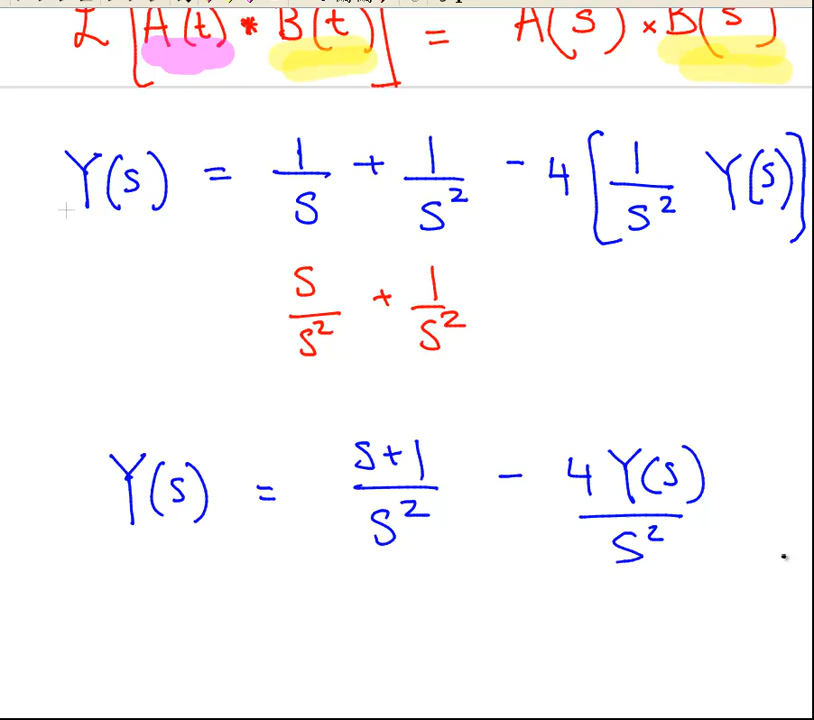 ℒ[A(t) * B(t)] = A(s) × B(s)
Y(s) = 1/s + 1/s² - 4[1/s² Y(s)]
s/s² + 1/s²
Y(s) = (s+1)/s² - 4Y(s)/s²